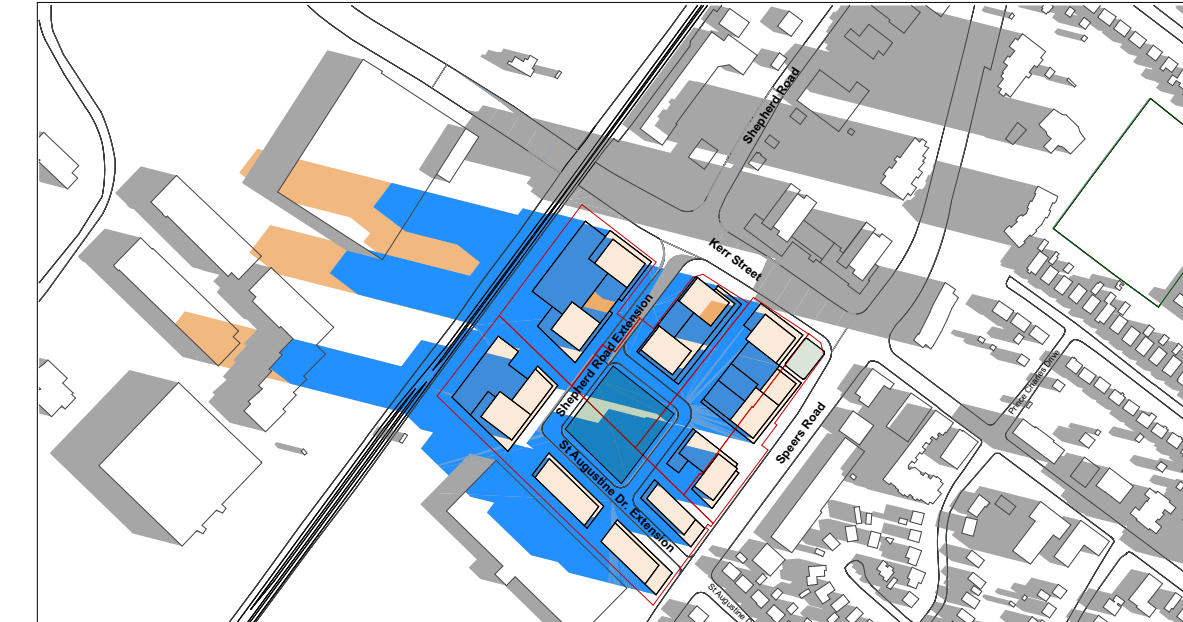 Shepherd Road
Kerr Street
Shepherd Road Extension
Prince Charles Drive
Speers Road
St Augustine Dr. Extension
St Augustine